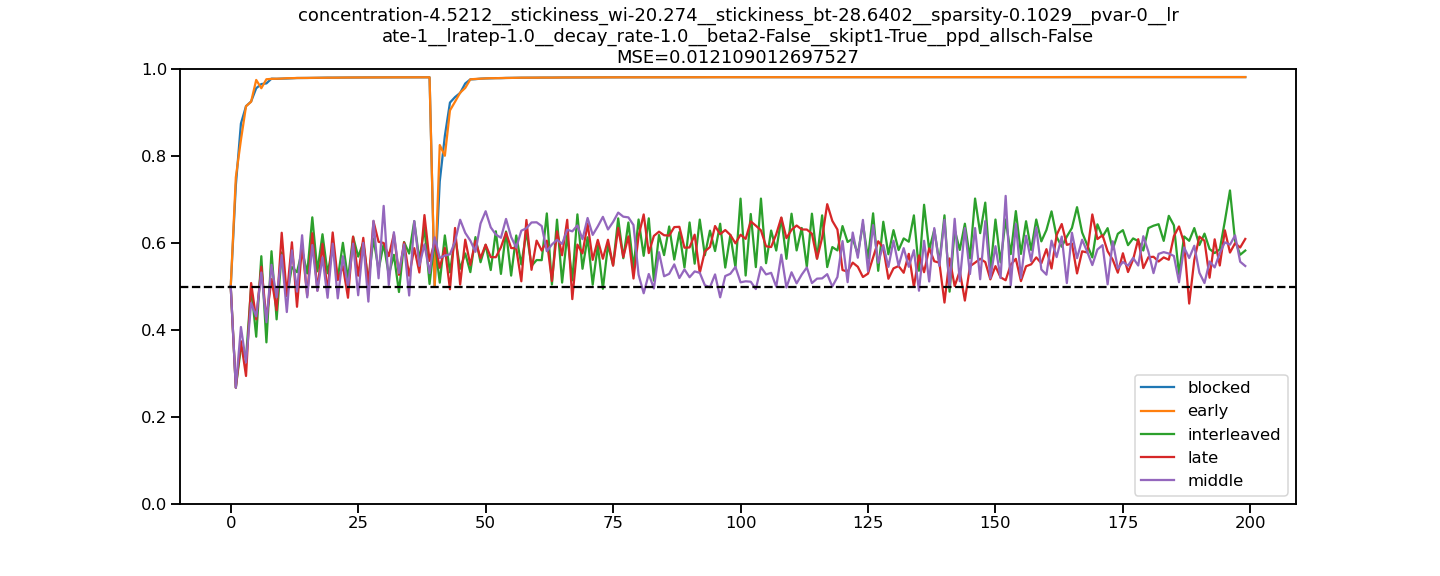 concentration-4.5212__stickiness_wi-20.274__stickiness_bt-28.6402__sparsity-0.1029__pvar-0__lr
ate-1__lratep-1.0__decay_rate-1.0__beta2-False__skipt1-True__ppd_allsch-False
MSE=0.012109012697527
1.0
0.8
0.6
0.4
0.2
0.0
0 25 50 75 100 125 150 175 200
blocked
early
interleaved
late
middle